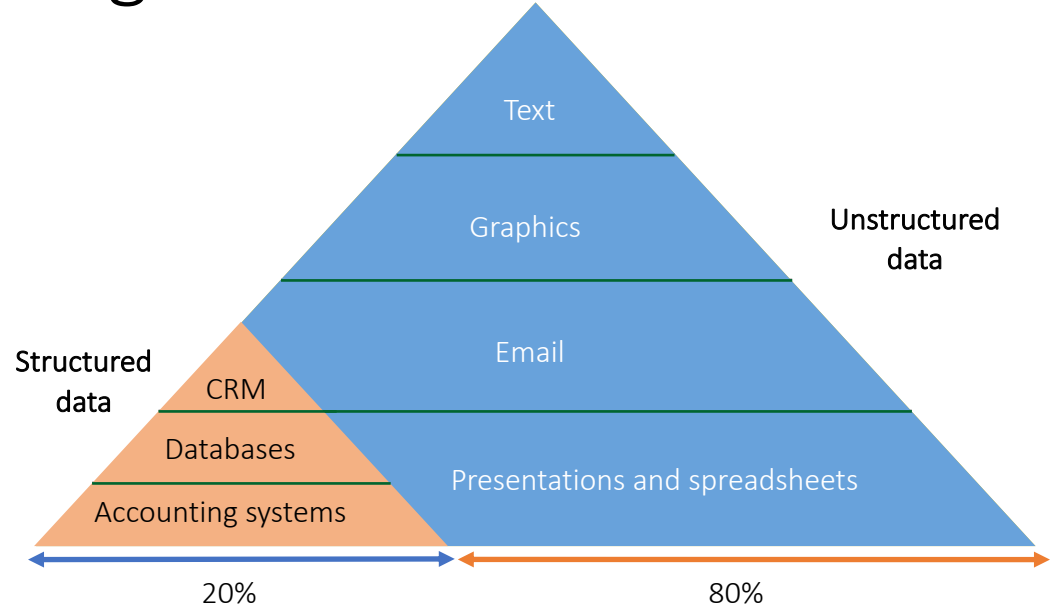 Text
Graphics
Unstructured
data
Email
Structured
data
CRM
Databases
Presentations and spreadsheets
Accounting systems
20%
80%